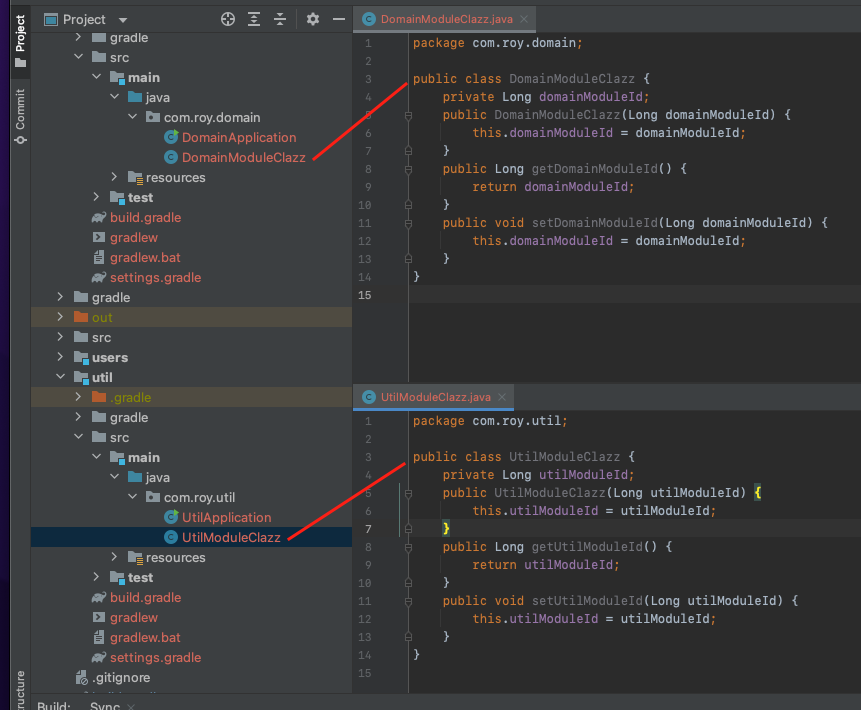 Project
Commit
ructure
Project
gradle
src
main
java
com.roy.domain
DomainApplication
DomainModuleClazz
resources
test
build.gradle
gradlew
gradlew.bat
settings.gradle
gradle
out
src
users
util
.gradle
gradle
src
main
java
com.roy.util
UtilApplication
UtilModuleClazz
resources
test
build.gradle
gradlew
gradlew.bat
settings.gradle
.gitignore
Build: Sync
DomainModuleClazz.java
1 package com.roy.domain;
2
3 public class DomainModuleClazz {
4 private Long domainModuleId;
5 public DomainModuleClazz(Long domainModuleId) {
6 this.domainModuleId = domainModuleId;
7 }
8 public Long getDomainModuleId() {
9 return domainModuleId;
10 }
11 public void setDomainModuleId(Long domainModuleId) {
12 this.domainModuleId = domainModuleId;
13 }
14 }
15
UtilModuleClazz.java
1 package com.roy.util;
2
3 public class UtilModuleClazz {
4 private Long utilModuleId;
5 public UtilModuleClazz(Long utilModuleId) {
6 this.utilModuleId = utilModuleId;
7 }
8 public Long getUtilModuleId() {
9 return utilModuleId;
10 }
11 public void setUtilModuleId(Long utilModuleId) {
12 this.utilModuleId = utilModuleId;
13 }
14 }
15